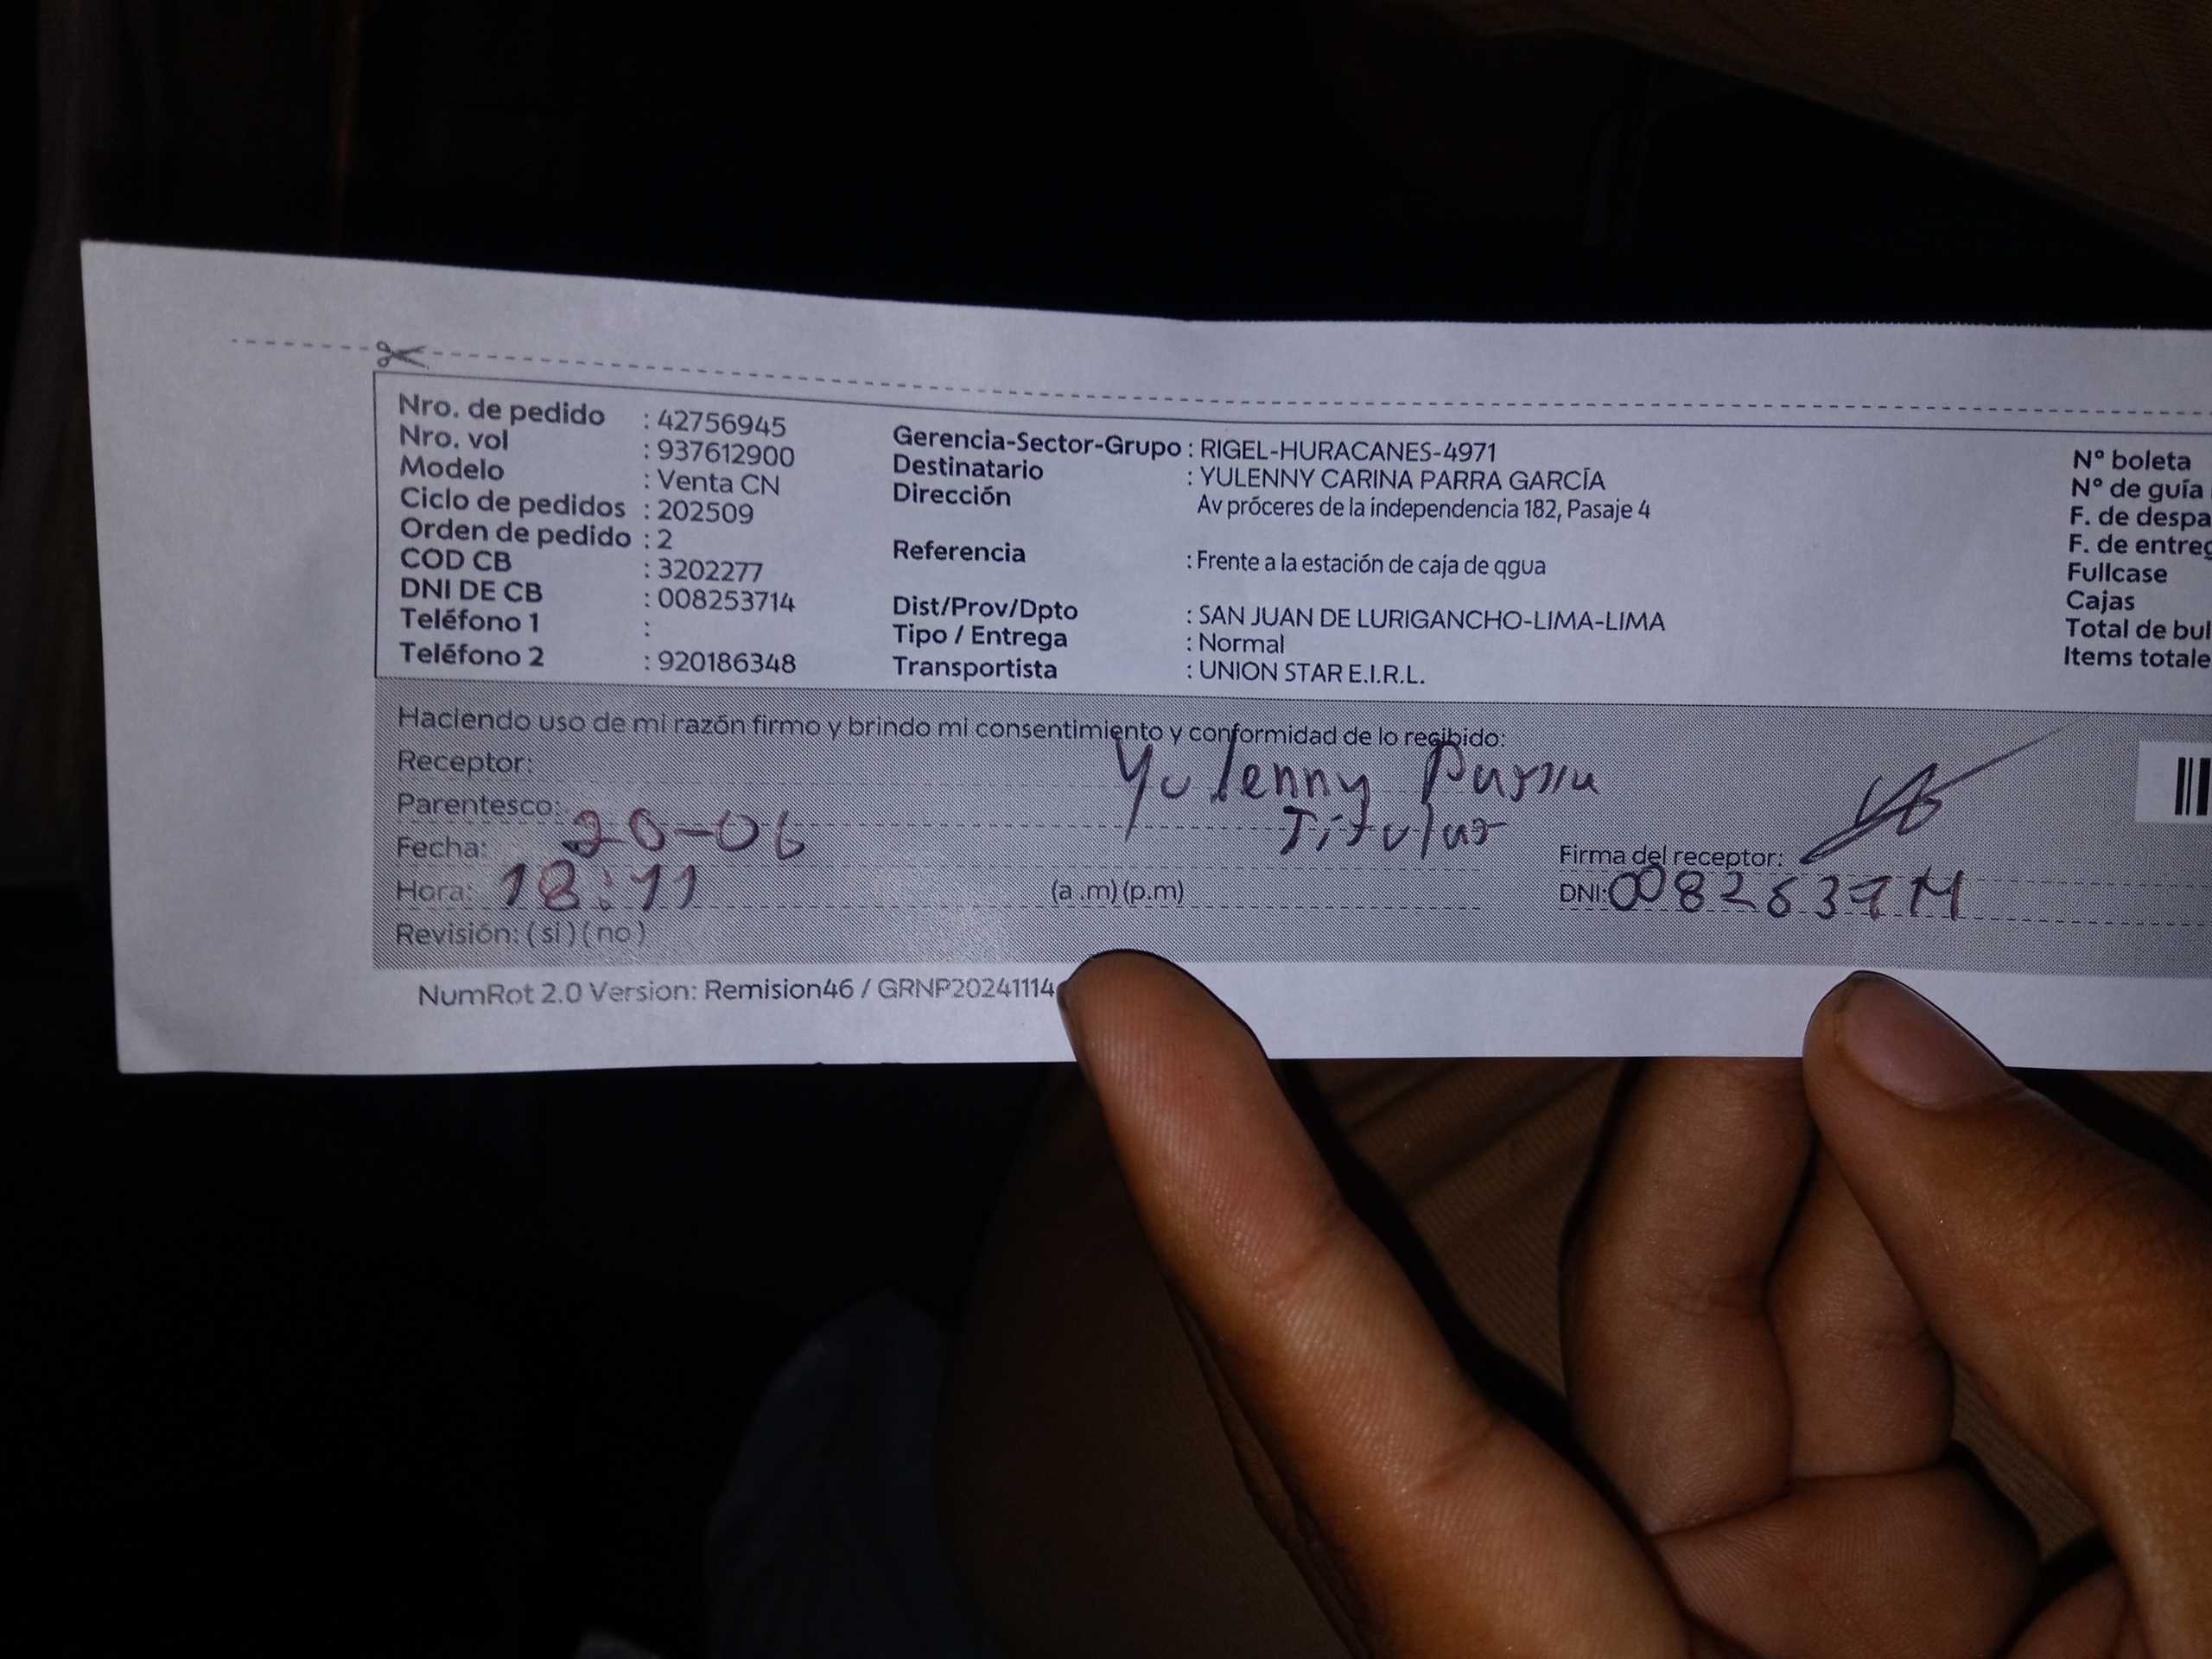 Nro. de pedido : 42756945
Nro. vol : 937612900
Modelo : Venta CN
Ciclo de pedidos : 202509
Orden de pedido : 2
COD CB : 3202277
DNI DE CB : 008253714
Teléfono 1 :
Teléfono 2 : 920186348
Gerencia-Sector-Grupo : RIGEL-HURACANES-4971
Destinatario : YULENNY CARINA PARRA GARCÍA
Dirección Av próceres de la independencia 182, Pasaje 4
Referencia : Frente a la estación de caja de qgua
Dist/Prov/Dpto : SAN JUAN DE LURIGANCHO-LIMA-LIMA
Tipo / Entrega : Normal
Transportista : UNION STAR E.I.R.L.
N° boleta
N° de guía
F. de despa
F. de entreg
Fullcase
Cajas
Total de bul
Items totale
Haciendo uso de mi razón firmo y brindo mi consentimiento y conformidad de lo recibido:
Receptor: Yulenny Parra
Parentesco: Titular
Fecha: 20-06
Hora: 18:11 (a .m) (p.m)
Revisión: ( si ) ( no )
Firma del receptor:
DNI:
NumRot 2.0 Version: Remision46 / GRNP20241114